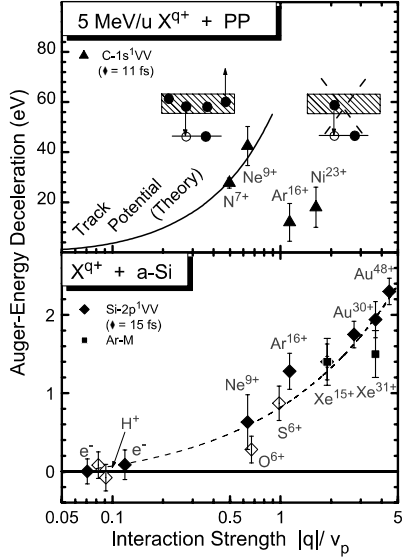 5 MeV/u X^q+ + PP
C-1s¹VV
(♦ = 11 fs)
80
60
40
20
0
Track Potential (Theory)
N⁷⁺
Ne⁹⁺
Ar¹⁶⁺
Ni²³⁺
Auger-Energy Deceleration (eV)
X^q+ + a-Si
Si-2p¹VV
(♦ = 15 fs)
Ar-M
2
1
0
e⁻
H⁺
e⁻
Ne⁹⁺
O⁶⁺
S⁶⁺
Ar¹⁶⁺
Xe¹⁵⁺
Au³⁰⁺
Xe³¹⁺
Au⁴⁸⁺
0.05
0.1
0.5
1
5
Interaction Strength |q|/ v_p